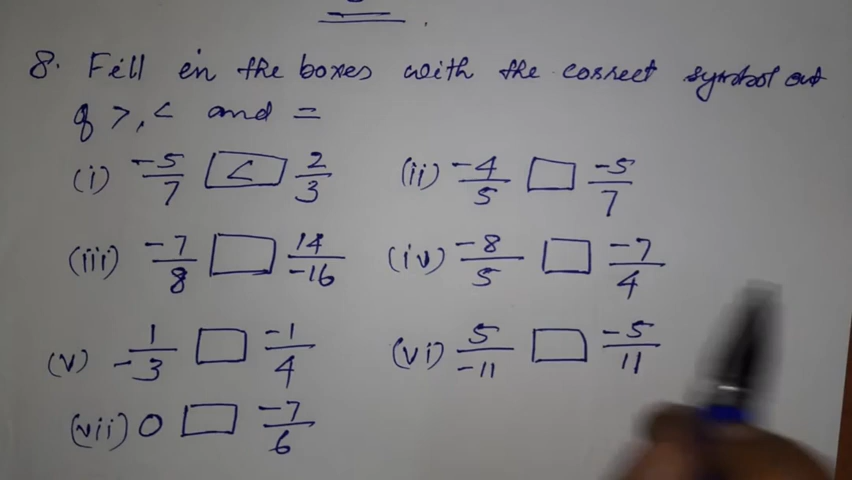 8. Fill in the boxes with the correct symbol out
of >, < and =
(i) -5/7 [<] 2/3 (ii) -4/5 □ -5/7
(iii) -7/8 □ 14/-16 (iv) -8/5 □ -7/4
(v) 1/-3 □ -1/4 (vi) 5/-11 □ -5/11
(vii) 0 □ -7/6